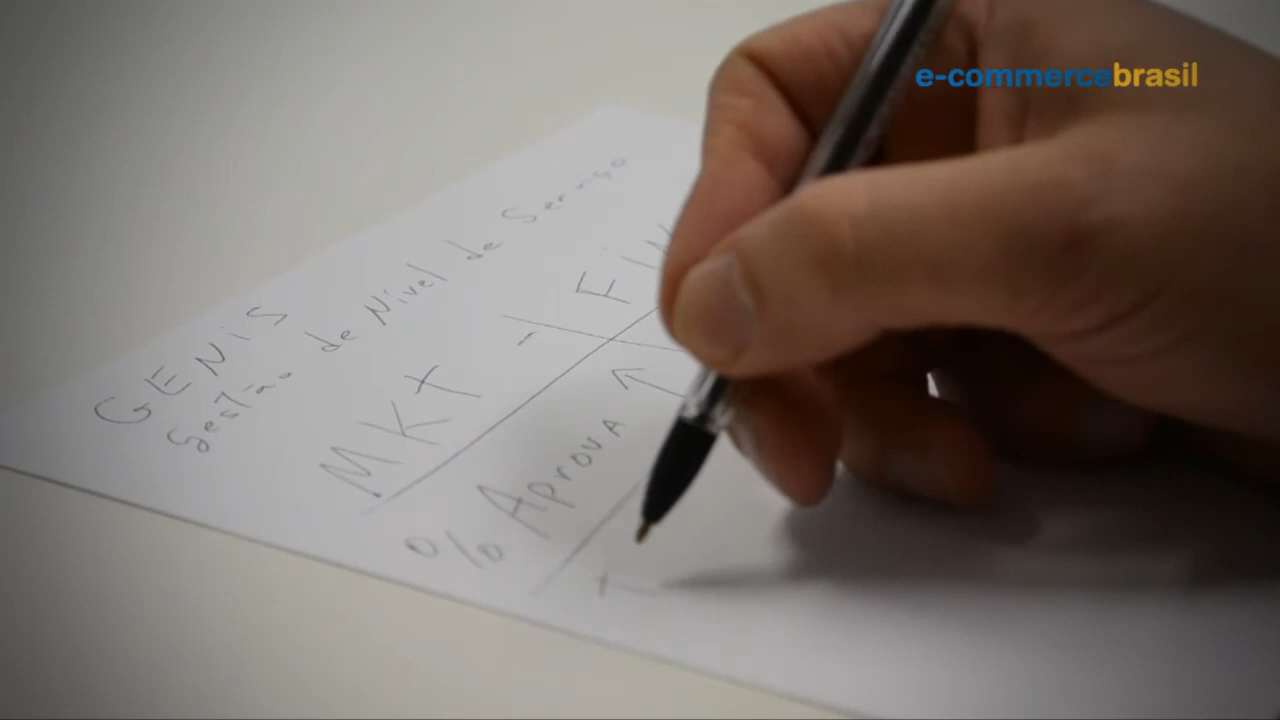 e-commercebrasil
GENIS
Gestão de Nível de Serviço
MKT - FIN
% Aprova ↑
T